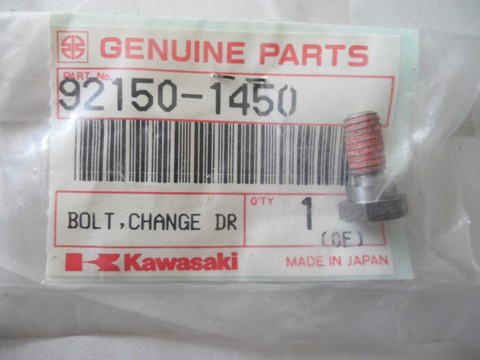 GENUINE PARTS
PART No.
92150-1450
BOLT,CHANGE DR
Q'TY
1
(OE)
Kawasaki
MADE IN JAPAN